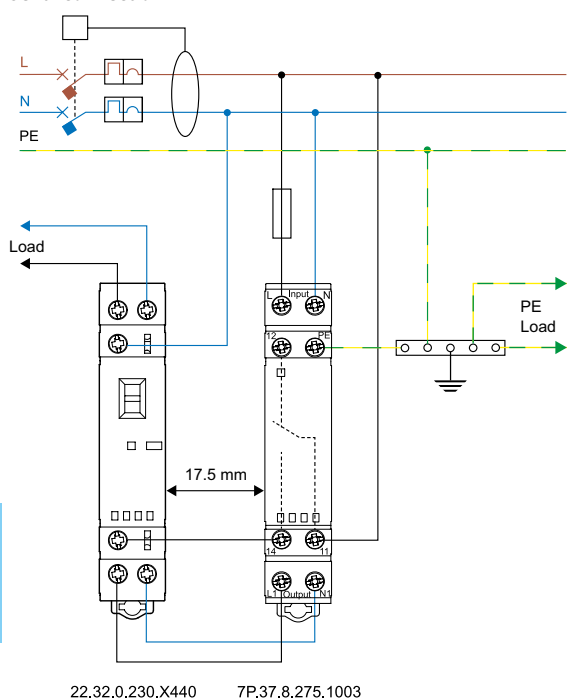 L
N
PE
Load
L Input N
12 PE
PE
Load
17.5 mm
14 11
L1 Output N1
22.32.0.230.X440 7P.37.8.275.1003